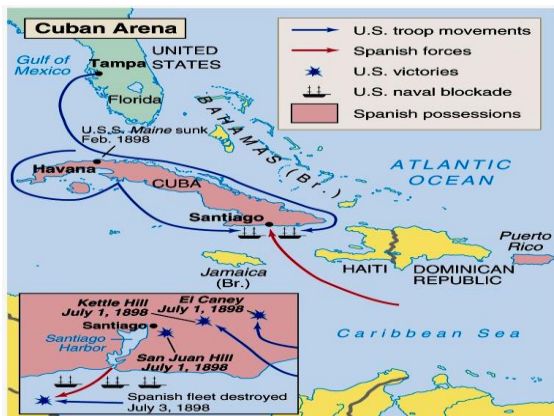 Cuban Arena
U.S. troop movements
Spanish forces
U.S. victories
U.S. naval blockade
Spanish possessions
Gulf of
Mexico
Tampa
UNITED
STATES
Florida
U.S.S. Maine sunk
Feb. 1898
Havana
CUBA
BAHAMAS (Br.)
ATLANTIC
OCEAN
Santiago
Jamaica
(Br.)
HAITI
DOMINICAN
REPUBLIC
Puerto
Rico
Caribbean Sea
Kettle Hill
July 1, 1898
El Caney
July 1, 1898
Santiago
Santiago
Harbor
San Juan Hill
July 1, 1898
Spanish fleet destroyed
July 3, 1898